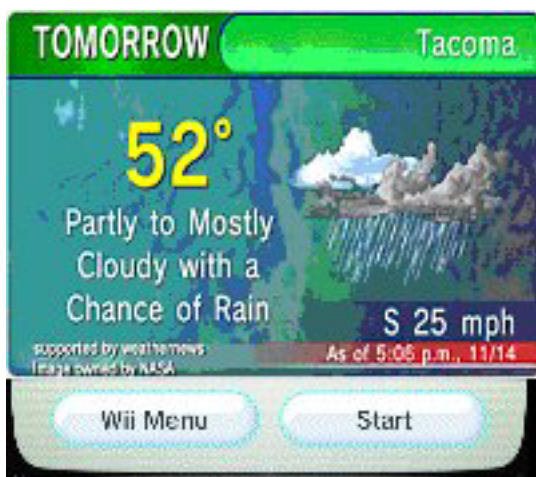 TOMORROW
Tacoma
52°
Partly to Mostly
Cloudy with a
Chance of Rain
S 25 mph
supported by weathernews
Image owned by NASA
As of 5:06 p.m., 11/14
Wii Menu
Start